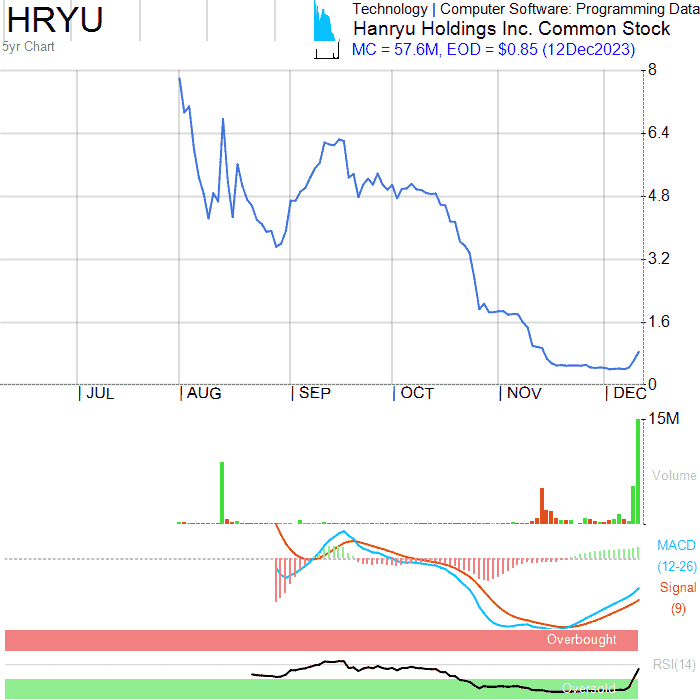 HRYU
5yr Chart
Technology | Computer Software: Programming Data
Hanryu Holdings Inc. Common Stock
MC = 57.6M, EOD = $0.85 (12Dec2023)
8
6.4
4.8
3.2
1.6
0
| JUL | AUG | SEP | OCT | NOV | DEC
15M
Volume
MACD
(12-26)
Signal
(9)
Overbought
RSI(14)
Oversold